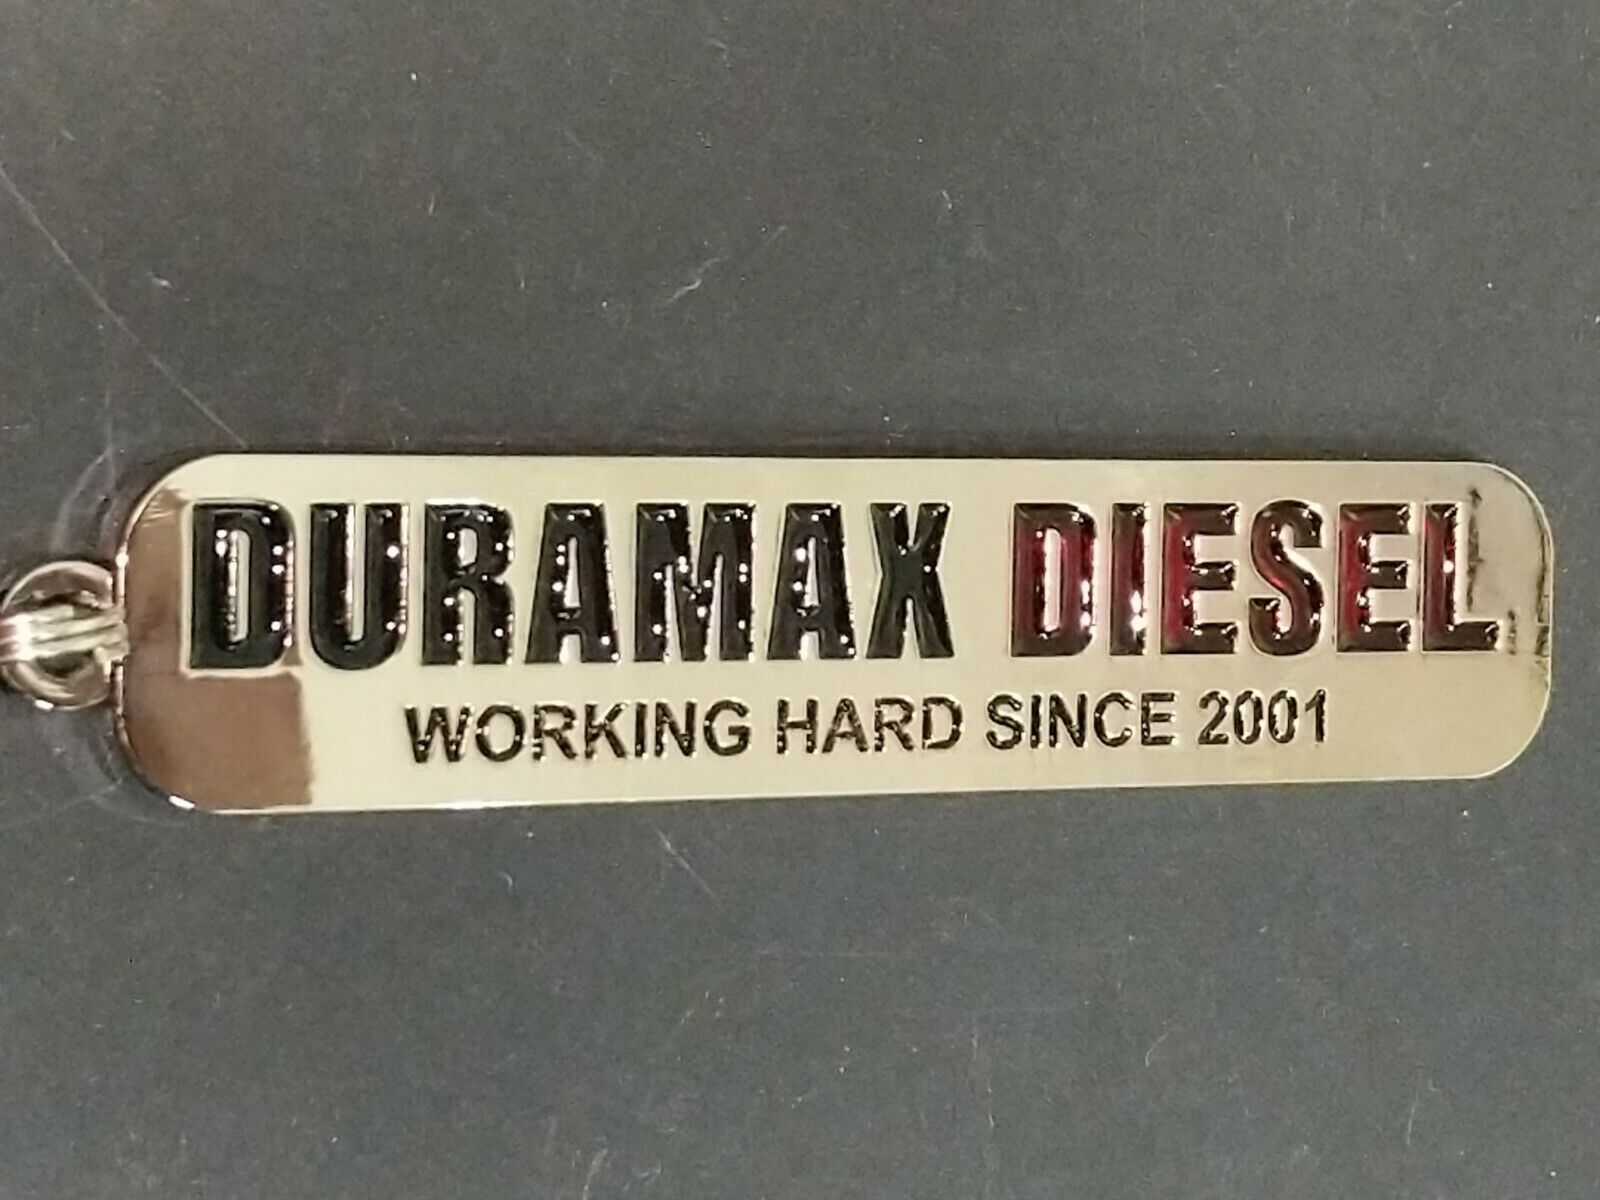 DURAMAX DIESEL
WORKING HARD SINCE 2001